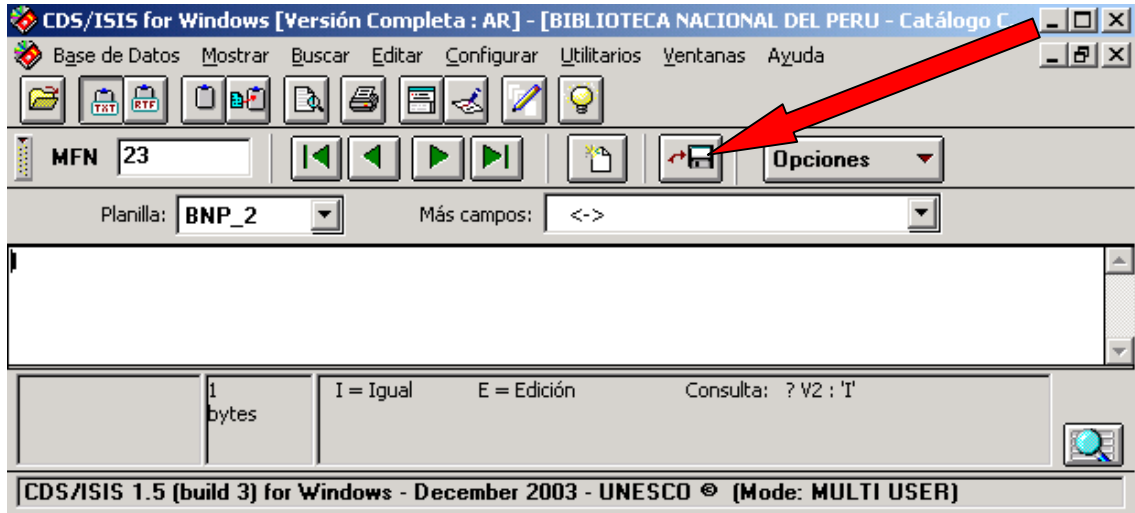 CDS/ISIS for Windows [Versión Completa : AR] - [BIBLIOTECA NACIONAL DEL PERU - Catálogo C
Base de Datos Mostrar Buscar Editar Configurar Utilitarios Ventanas Ayuda
TXT RTF
MFN 23 Opciones
Planilla: BNP_2 Más campos: <->
1 I = Igual E = Edición Consulta: ? V2 : 'I'
bytes
CDS/ISIS 1.5 (build 3) for Windows - December 2003 - UNESCO © (Mode: MULTI USER)